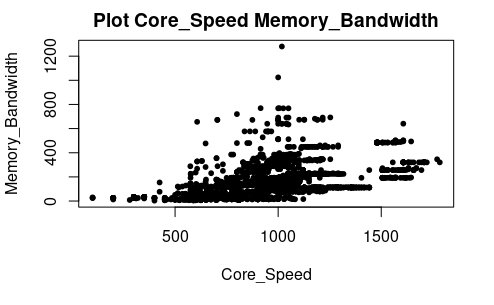 Plot Core_Speed Memory_Bandwidth
Memory_Bandwidth
1200
800
400
0
500 1000 1500
Core_Speed